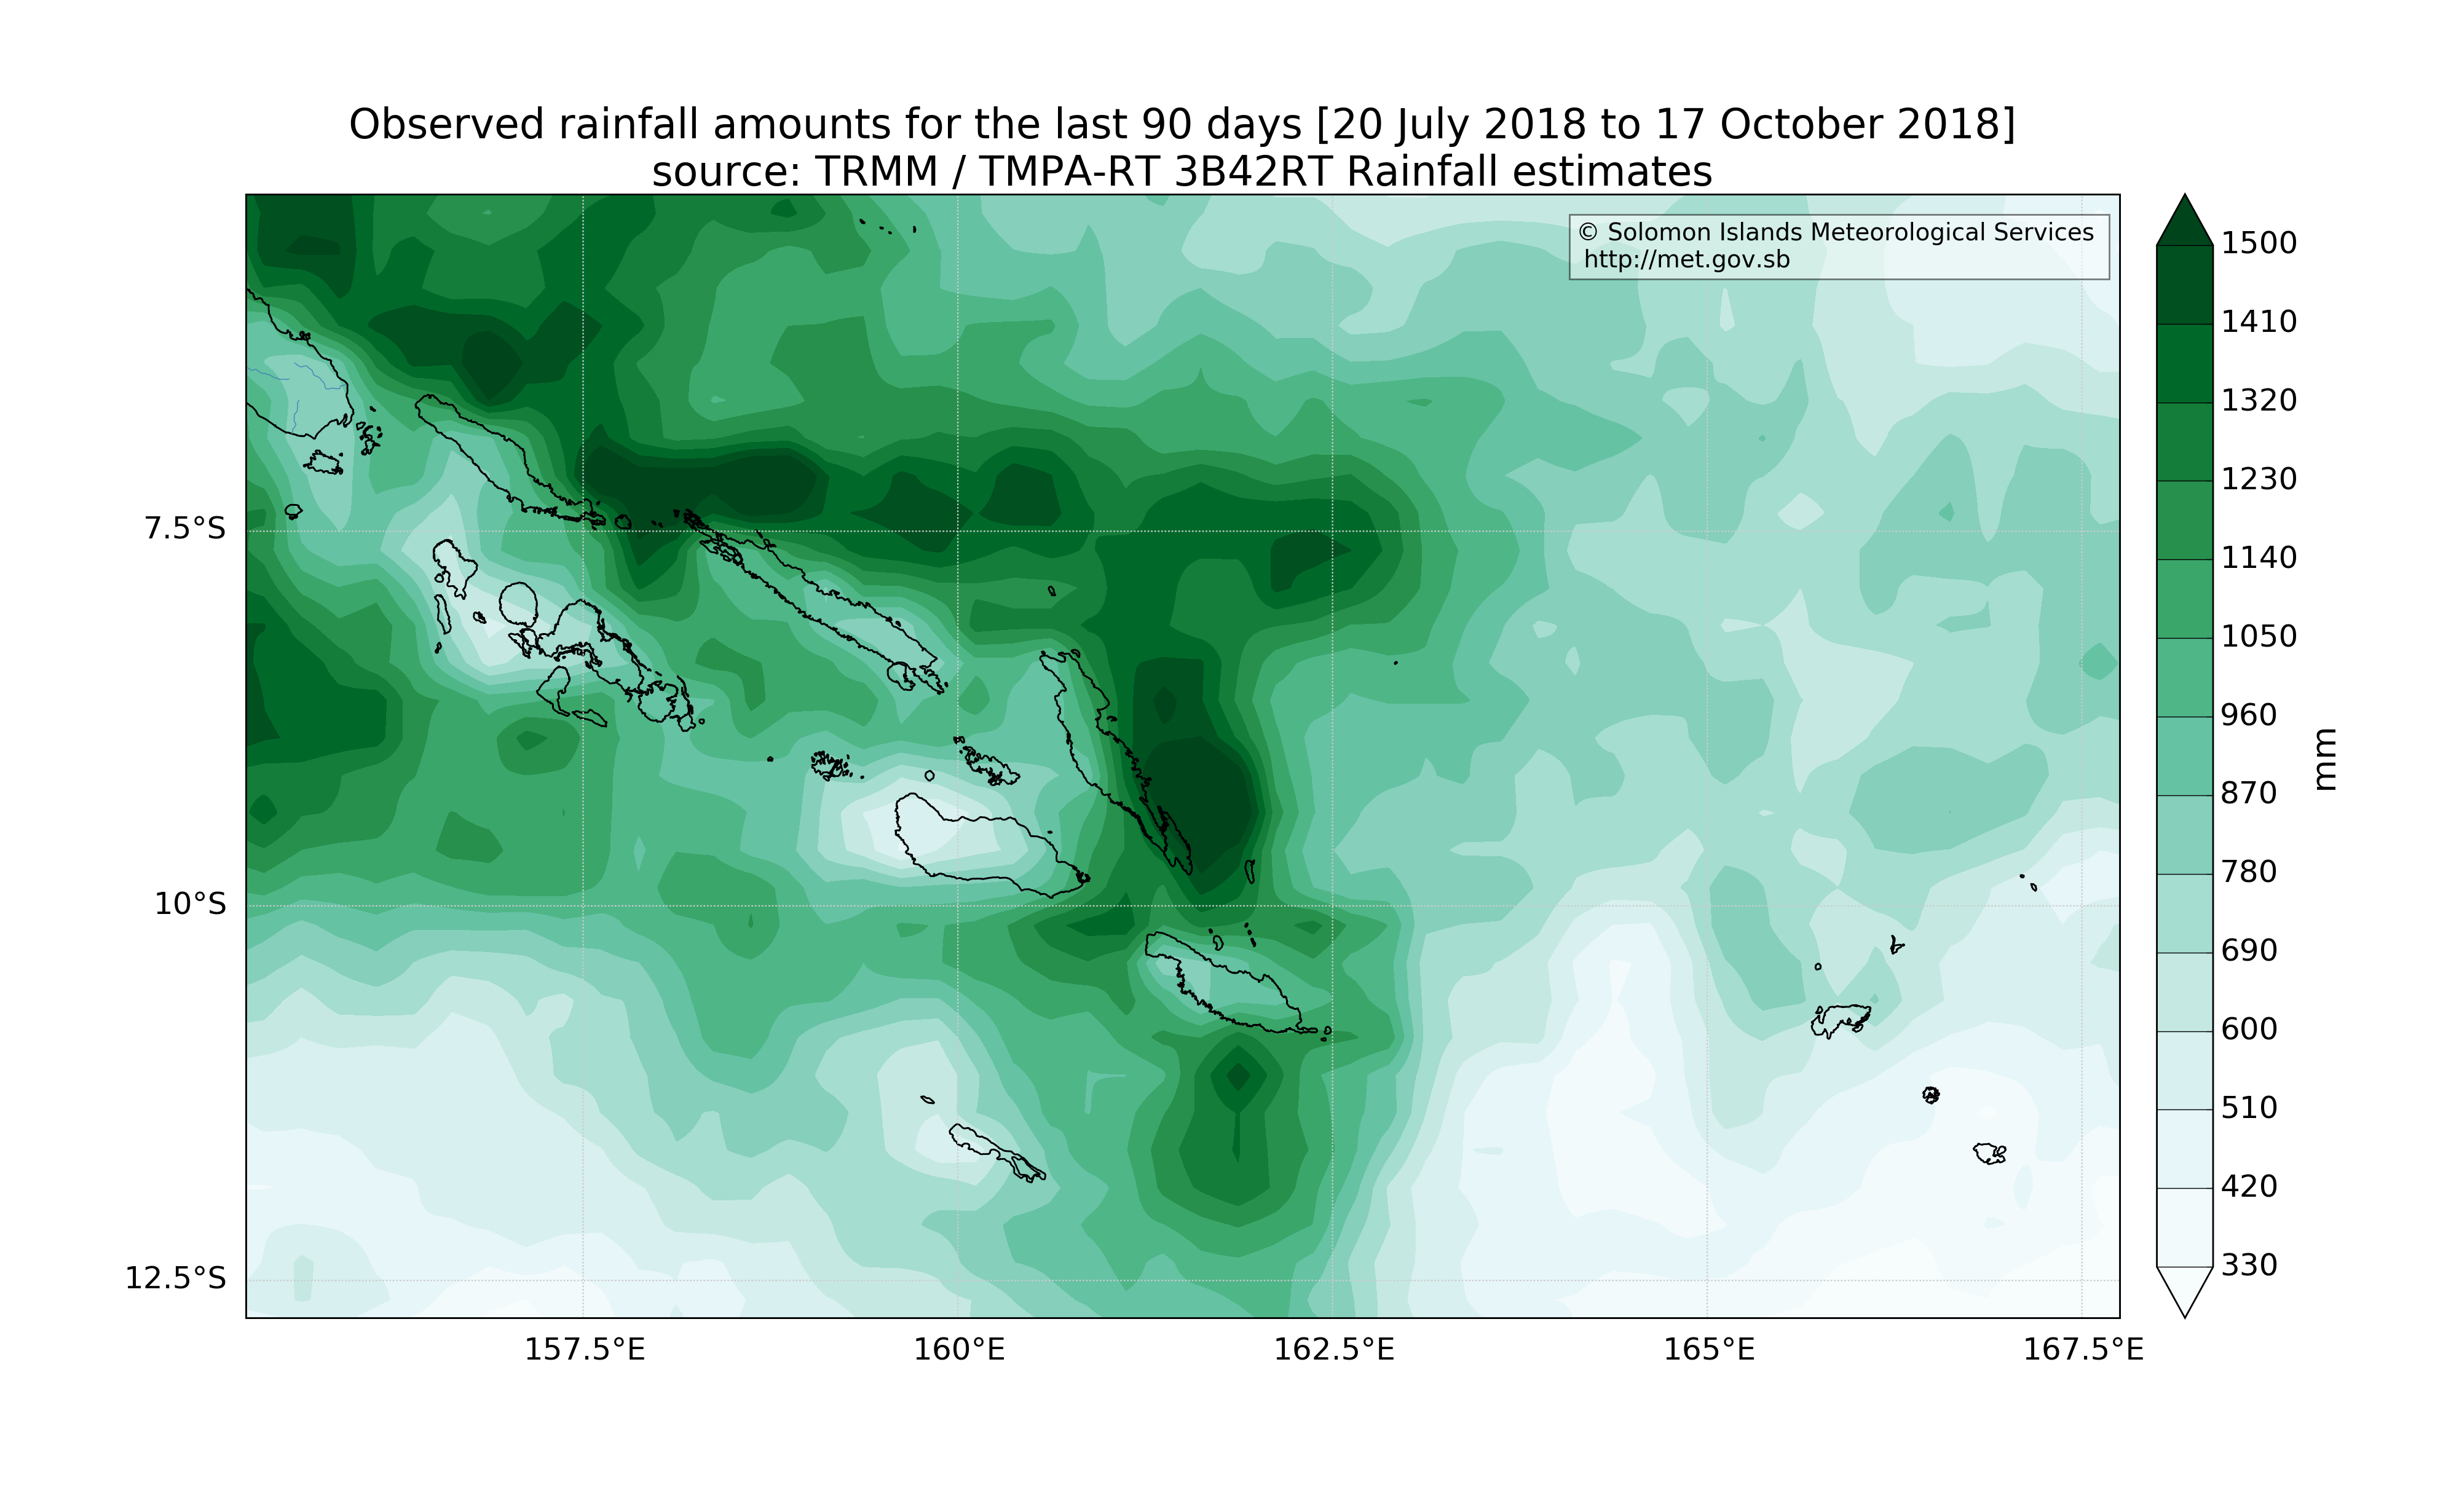 Observed rainfall amounts for the last 90 days [20 July 2018 to 17 October 2018]
source: TRMM / TMPA-RT 3B42RT Rainfall estimates
© Solomon Islands Meteorological Services
http://met.gov.sb
7.5°S
10°S
12.5°S
157.5°E
160°E
162.5°E
165°E
167.5°E
1500
1410
1320
1230
1140
1050
960
870
780
690
600
510
420
330
mm